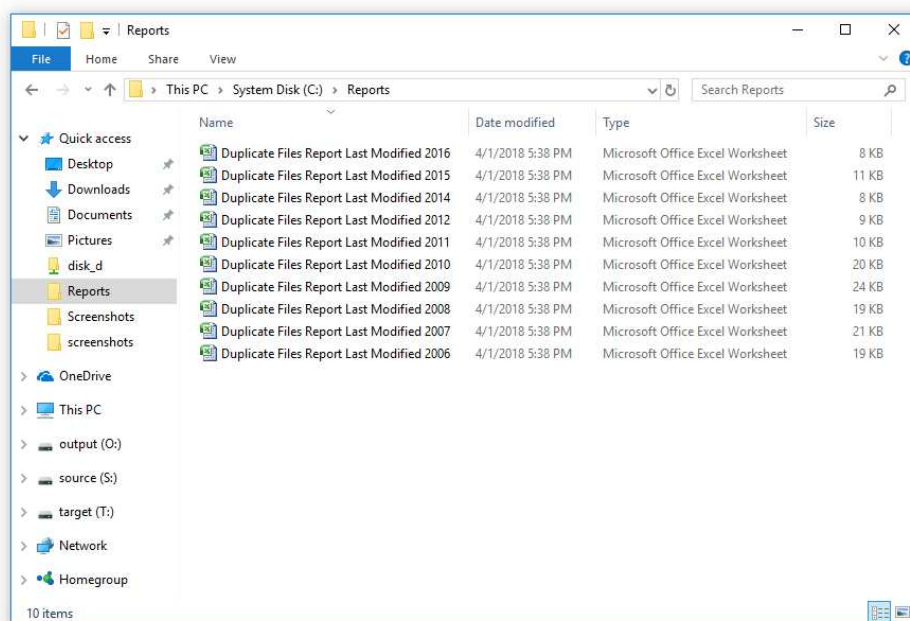 Reports
File Home Share View
This PC System Disk (C:) Reports Search Reports
Name Date modified Type Size
Quick access
Desktop
Downloads
Documents
Pictures
disk_d
Reports
Screenshots
screenshots
OneDrive
This PC
output (O:)
source (S:)
target (T:)
Network
Homegroup
Duplicate Files Report Last Modified 2016 4/1/2018 5:38 PM Microsoft Office Excel Worksheet 8 KB
Duplicate Files Report Last Modified 2015 4/1/2018 5:38 PM Microsoft Office Excel Worksheet 11 KB
Duplicate Files Report Last Modified 2014 4/1/2018 5:38 PM Microsoft Office Excel Worksheet 8 KB
Duplicate Files Report Last Modified 2012 4/1/2018 5:38 PM Microsoft Office Excel Worksheet 9 KB
Duplicate Files Report Last Modified 2011 4/1/2018 5:38 PM Microsoft Office Excel Worksheet 10 KB
Duplicate Files Report Last Modified 2010 4/1/2018 5:38 PM Microsoft Office Excel Worksheet 20 KB
Duplicate Files Report Last Modified 2009 4/1/2018 5:38 PM Microsoft Office Excel Worksheet 24 KB
Duplicate Files Report Last Modified 2008 4/1/2018 5:38 PM Microsoft Office Excel Worksheet 19 KB
Duplicate Files Report Last Modified 2007 4/1/2018 5:38 PM Microsoft Office Excel Worksheet 21 KB
Duplicate Files Report Last Modified 2006 4/1/2018 5:38 PM Microsoft Office Excel Worksheet 19 KB
10 items